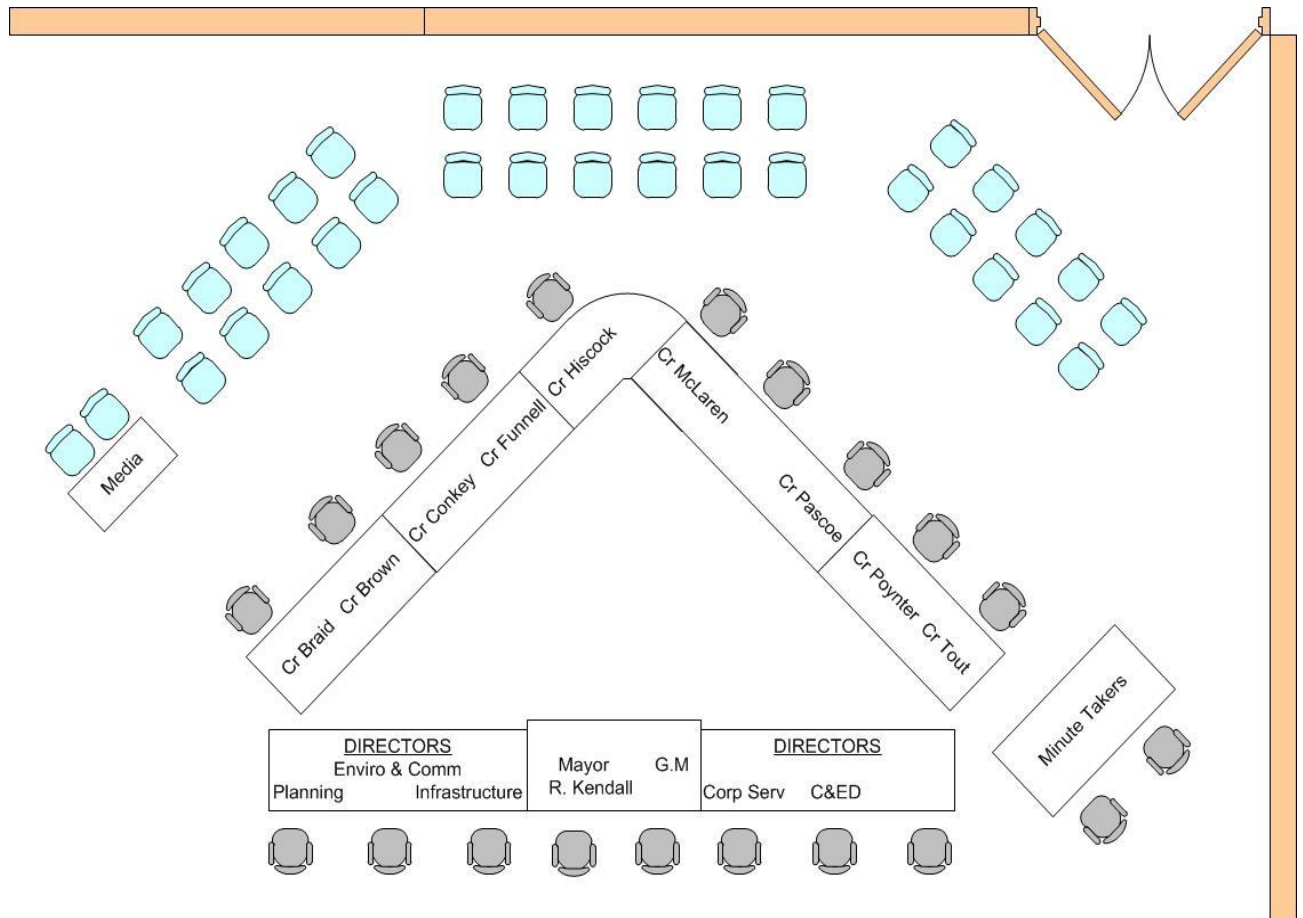 Cr Hiscock
Cr McLaren
Cr Funnell
Cr Conkey
Cr Pascoe
Media
Cr Brown
Cr Poynter
Cr Braid
Cr Tout
Minute Takers
DIRECTORS
Enviro & Comm
Planning Infrastructure
Mayor G.M
R. Kendall
DIRECTORS
Corp Serv C&ED